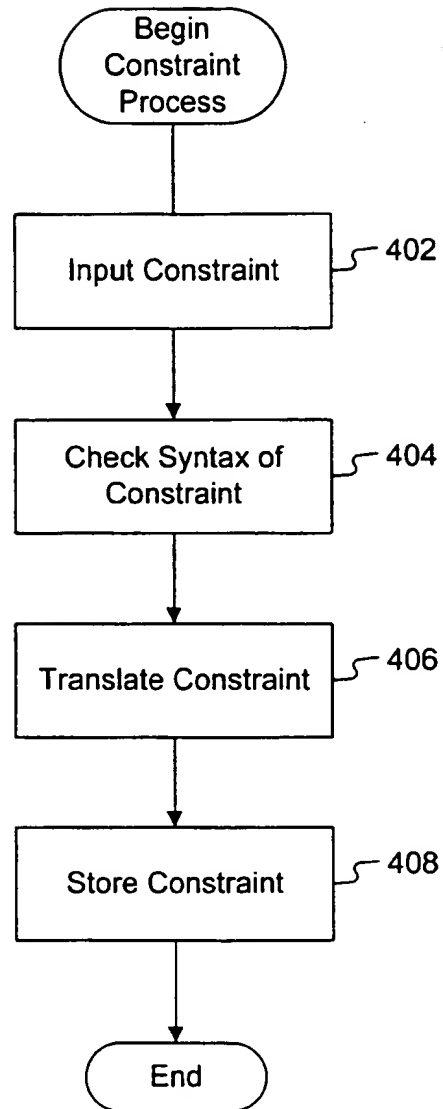 Begin
Constraint
Process
Input Constraint
402
Check Syntax of
Constraint
404
Translate Constraint
406
Store Constraint
408
End